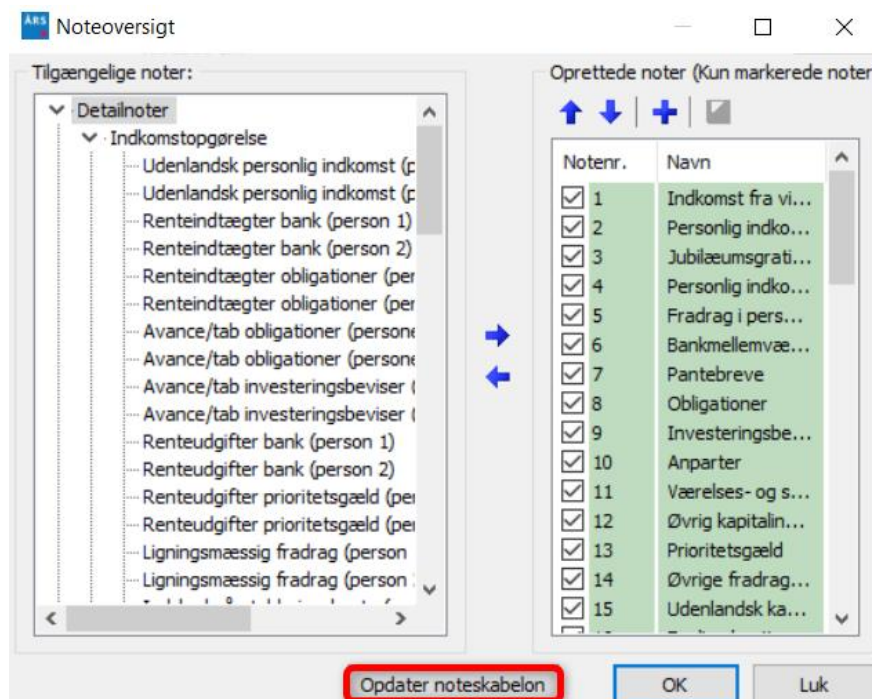 ÅRS
Noteoversigt
Tilgængelige noter:
Detailnoter
Indkomstopgørelse
Udenlandsk personlig indkomst (p
Udenlandsk personlig indkomst (p
Renteindtægter bank (person 1)
Renteindtægter bank (person 2)
Renteindtægter obligationer (per
Renteindtægter obligationer (per
Avance/tab obligationer (persone
Avance/tab obligationer (persone
Avance/tab investeringsbeviser (
Avance/tab investeringsbeviser (
Renteudgifter bank (person 1)
Renteudgifter bank (person 2)
Renteudgifter prioritetsgæld (per
Renteudgifter prioritetsgæld (per
Ligningsmæssig fradrag (person
Ligningsmæssig fradrag (person
Oprettede noter (Kun markerede noter
Notenr. Navn
1 Indkomst fra vi...
2 Personlig indko...
3 Jubilæumsgrati...
4 Personlig indko...
5 Fradrag i pers...
6 Bankmellemvæ...
7 Pantebreve
8 Obligationer
9 Investeringsbe...
10 Anparter
11 Værelses- og s...
12 Øvrig kapitalin...
13 Prioritetsgæld
14 Øvrige fradrag...
15 Udenlandsk ka...
Opdater noteskabelon
OK
Luk